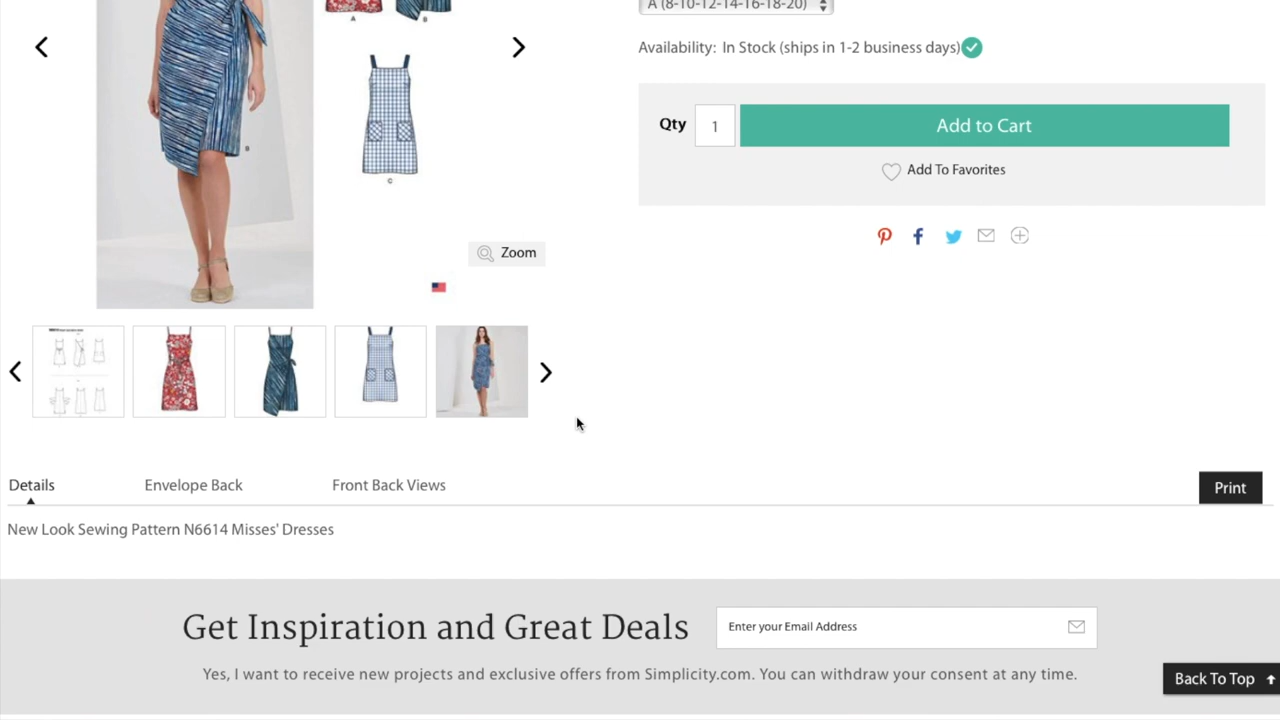 A (8-10-12-14-16-18-20)
A
B
Availability: In Stock (ships in 1-2 business days)
Qty 1 Add to Cart
B
Add To Favorites
C
Zoom
Details Envelope Back Front Back Views Print
New Look Sewing Pattern N6614 Misses' Dresses
Get Inspiration and Great Deals Enter your Email Address
Yes, I want to receive new projects and exclusive offers from Simplicity.com. You can withdraw your consent at any time.
Back To Top